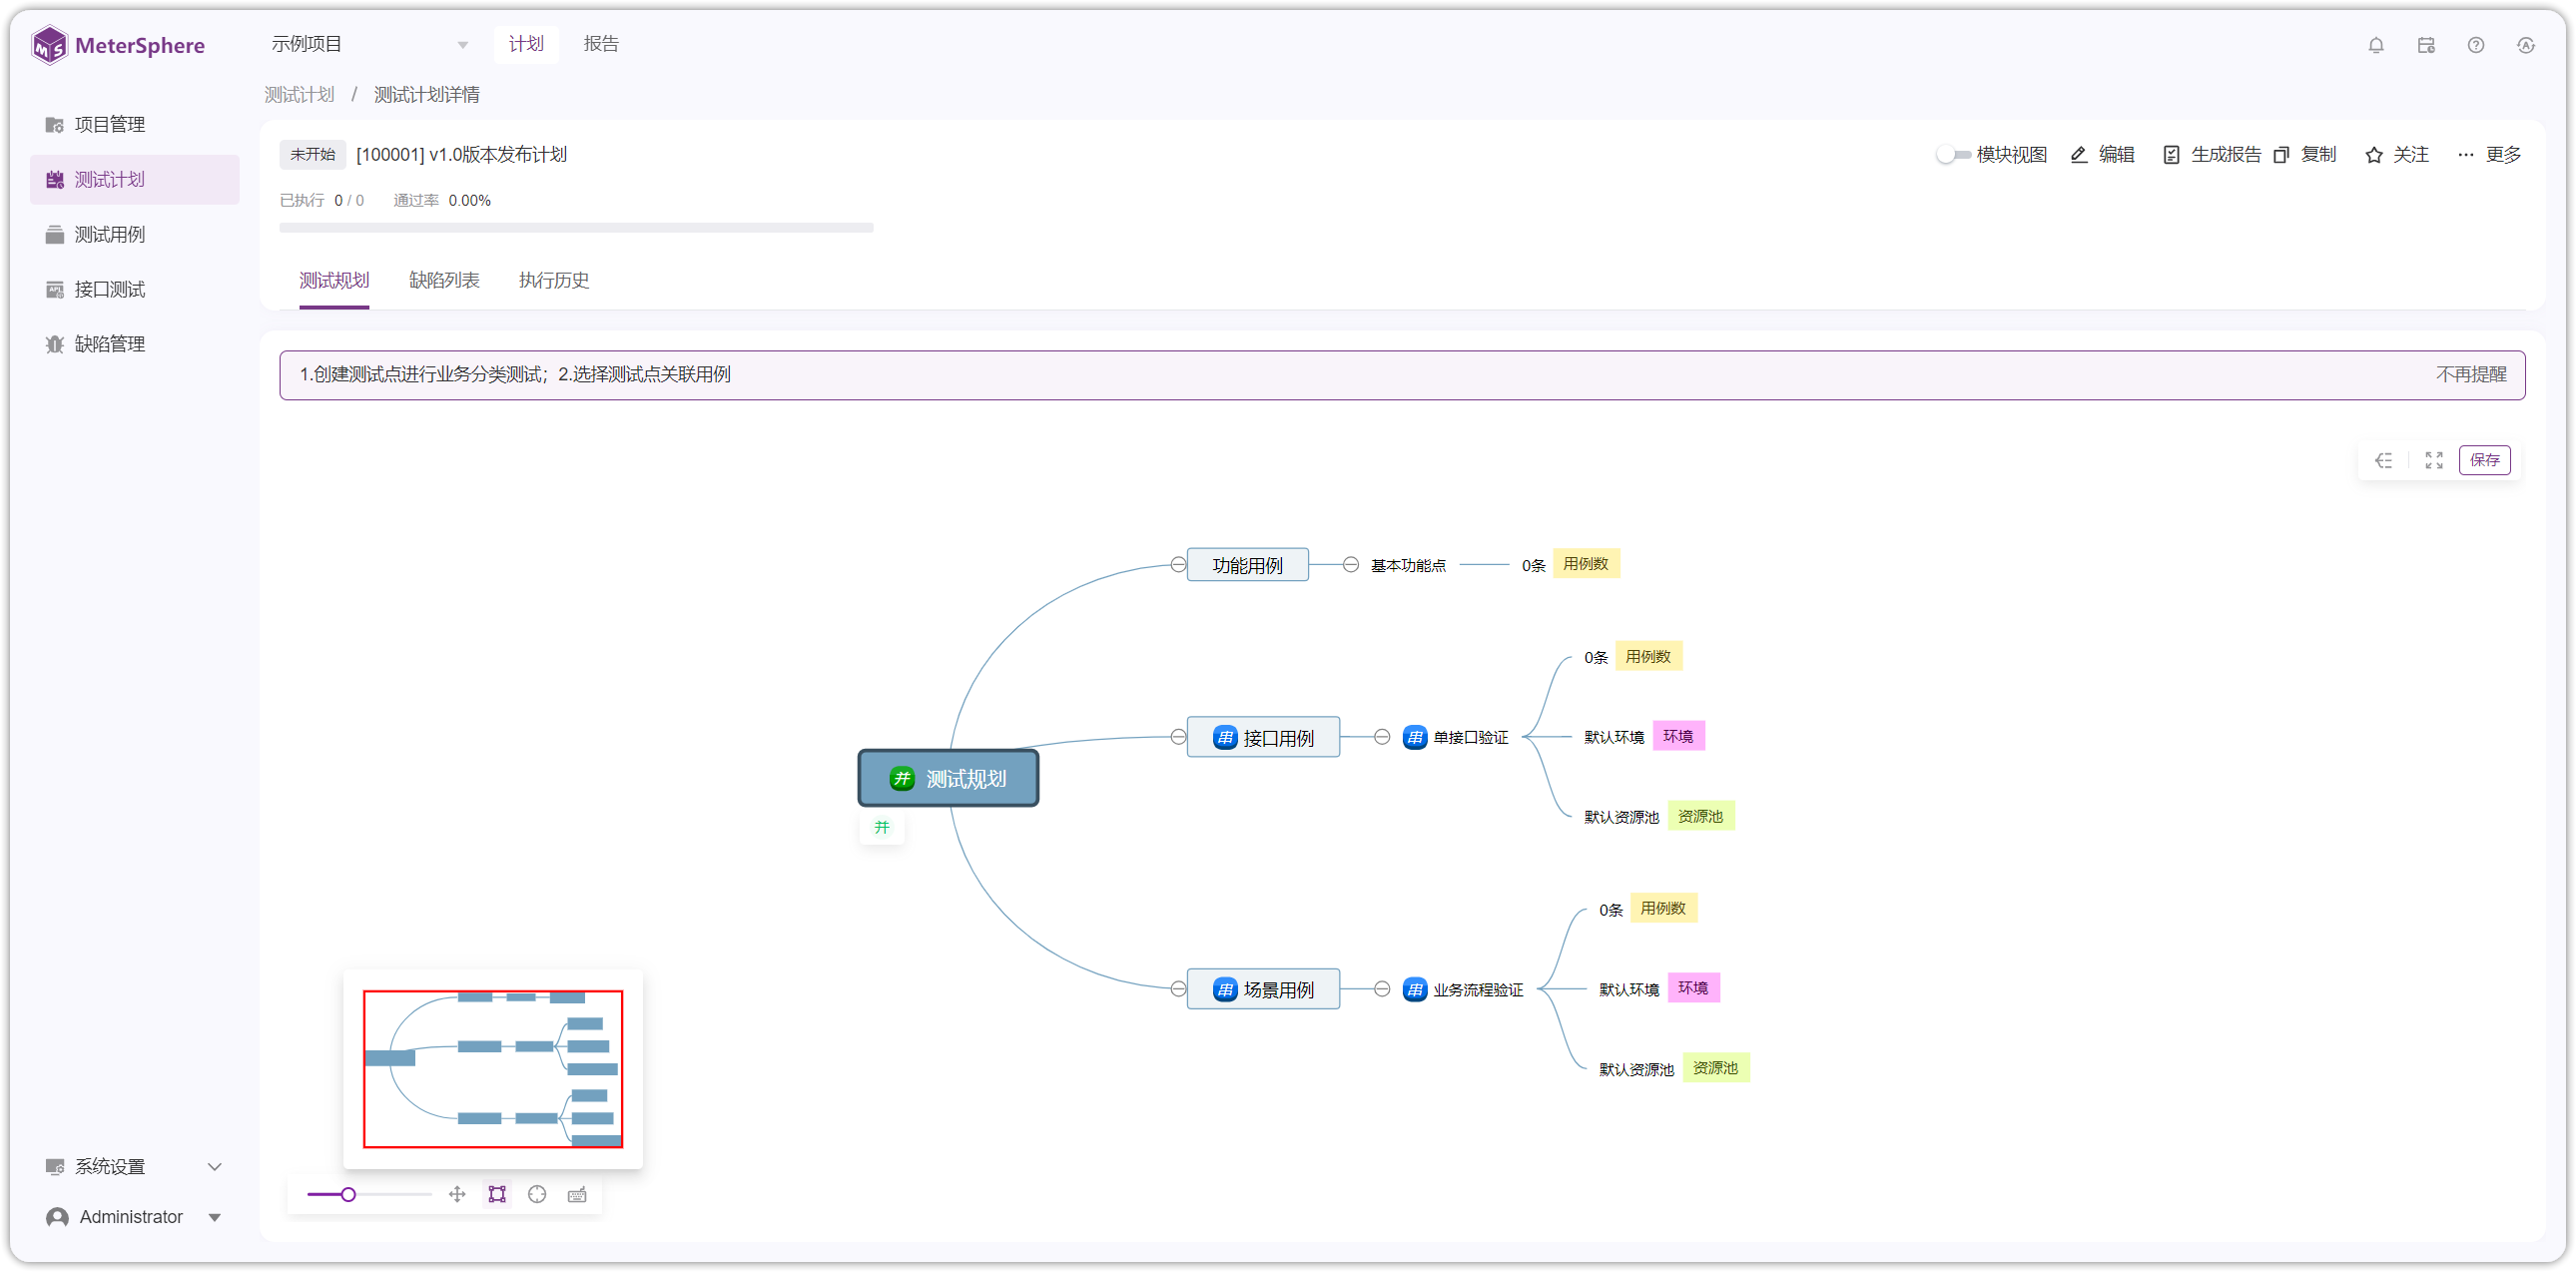 MeterSphere
示例项目
计划
报告
项目管理
测试计划
测试用例
接口测试
缺陷管理
系统设置
Administrator
测试计划 / 测试计划详情
未开始 [100001] v1.0版本发布计划
模块视图 编辑 生成报告 复制 关注 更多
已执行 0 / 0 通过率 0.00%
测试规划 缺陷列表 执行历史
1.创建测试点进行业务分类测试；2.选择测试点关联用例
不再提醒
保存
功能用例 基本功能点 0条 用例数
0条 用例数
串 接口用例 串 单接口验证 默认环境 环境
默认资源池 资源池
并 测试规划
并
0条 用例数
串 场景用例 串 业务流程验证 默认环境 环境
默认资源池 资源池